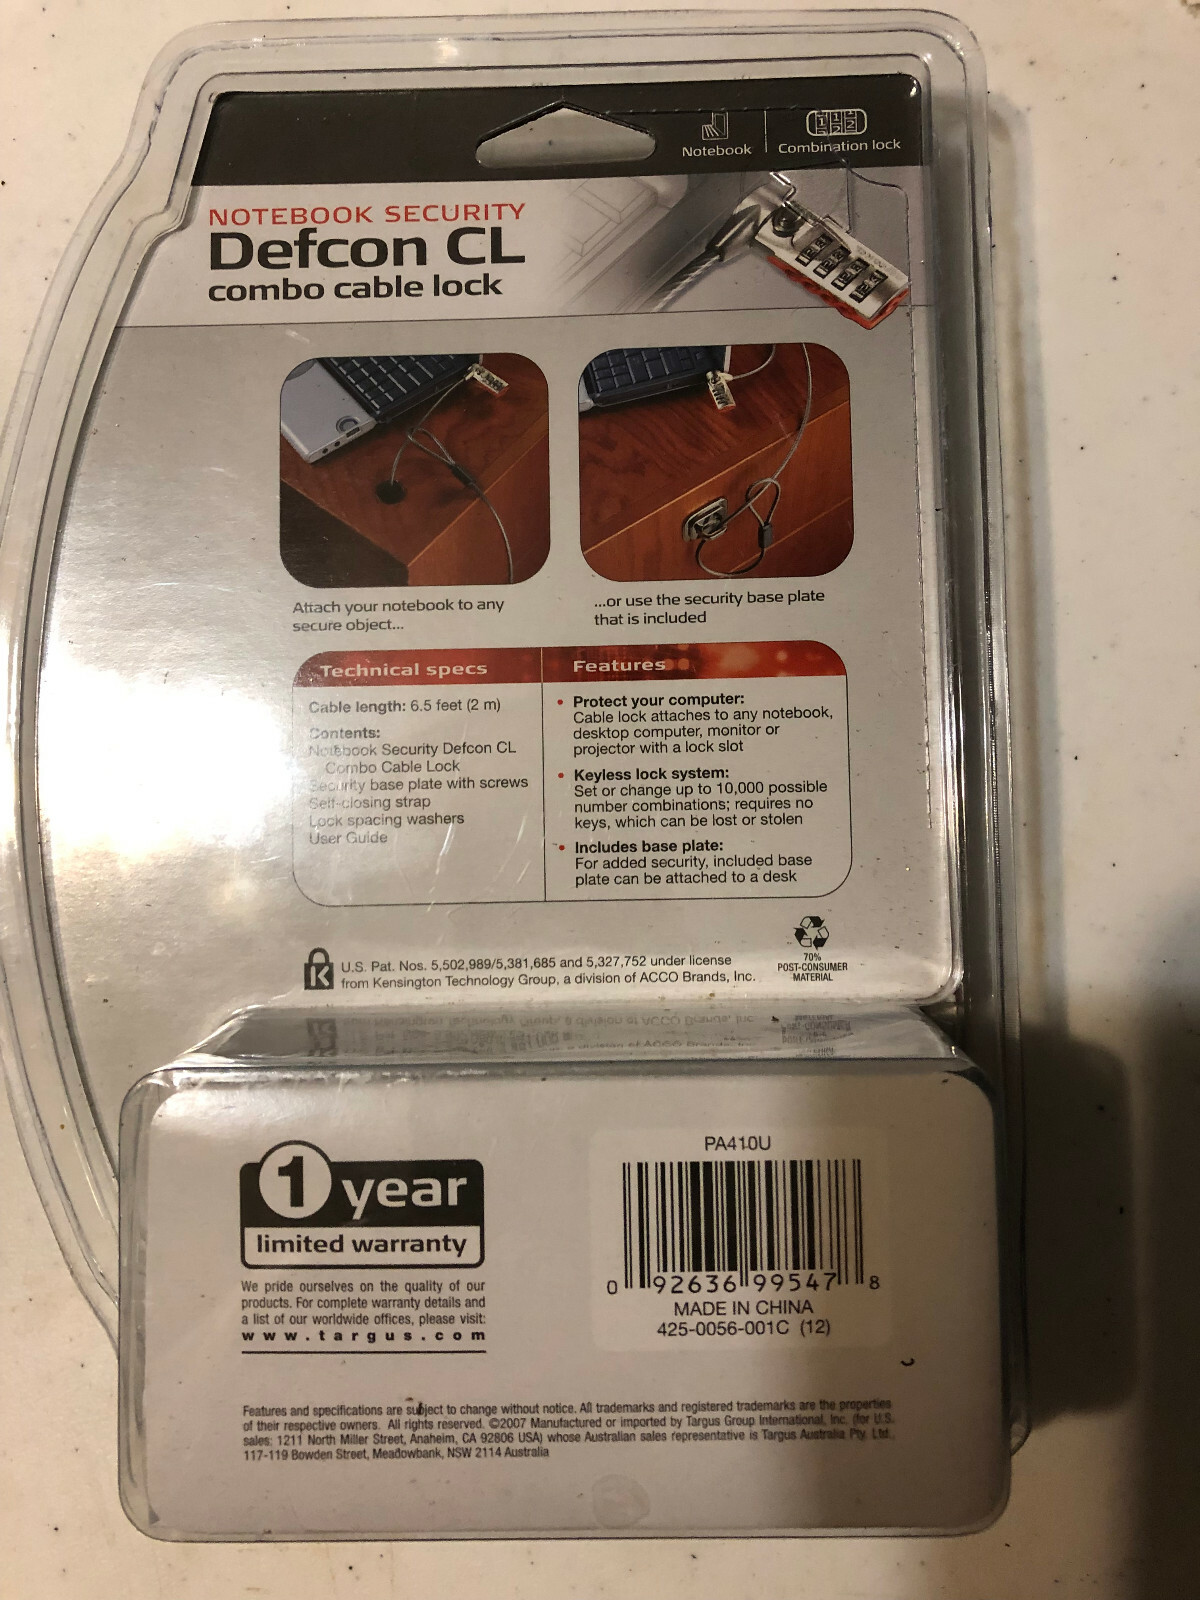 Notebook
Combination lock
NOTEBOOK SECURITY
Defcon CL
combo cable lock
Attach your notebook to any
secure object...
...or use the security base plate
that is included
Technical specs
Cable length: 6.5 feet (2 m)
Contents:
Notebook Security Defcon CL
Combo Cable Lock
Security base plate with screws
Self-closing strap
Lock spacing washers
User Guide
Features
• Protect your computer:
Cable lock attaches to any notebook,
desktop computer, monitor or
projector with a lock slot
• Keyless lock system:
Set or change up to 10,000 possible
number combinations; requires no
keys, which can be lost or stolen
• Includes base plate:
For added security, included base
plate can be attached to a desk
K
U.S. Pat. Nos. 5,502,989/5,381,685 and 5,327,752 under license
from Kensington Technology Group, a division of ACCO Brands, Inc.
70%
POST-CONSUMER
MATERIAL
1 year
limited warranty
We pride ourselves on the quality of our
products. For complete warranty details and
a list of our worldwide offices, please visit:
www.targus.com
PA410U
0 92636 99547 8
MADE IN CHINA
425-0056-001C (12)
Features and specifications are subject to change without notice. All trademarks and registered trademarks are the properties
of their respective owners. All rights reserved. ©2007 Manufactured or imported by Targus Group International, Inc. (for U.S.
sales: 1211 North Miller Street, Anaheim, CA 92806 USA) whose Australian sales representative is Targus Australia Pty. Ltd.,
117-119 Bowden Street, Meadowbank, NSW 2114 Australia